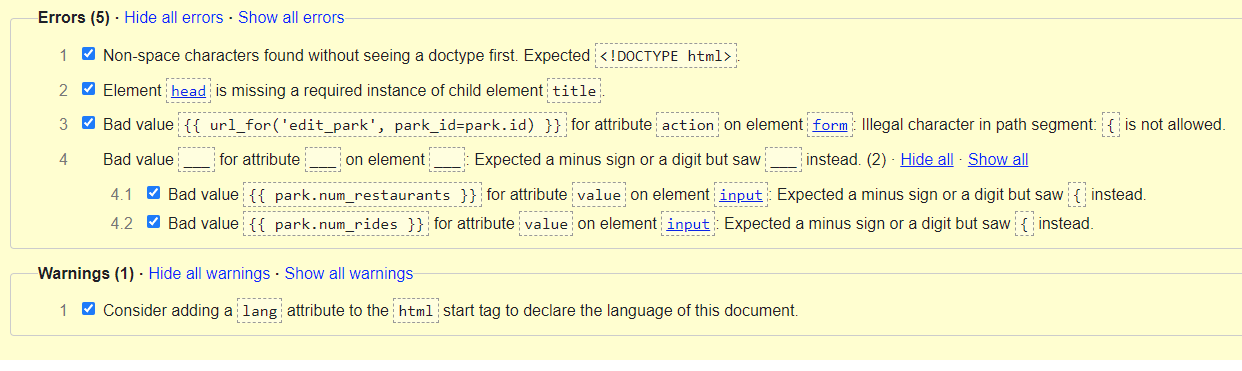 Errors (5) · Hide all errors · Show all errors
1 Non-space characters found without seeing a doctype first. Expected <!DOCTYPE html>.
2 Element head is missing a required instance of child element title.
3 Bad value {{ url_for('edit_park', park_id=park.id) }} for attribute action on element form: Illegal character in path segment: { is not allowed.
4 Bad value ___ for attribute ___ on element ___: Expected a minus sign or a digit but saw ___ instead. (2) · Hide all · Show all
4.1 Bad value {{ park.num_restaurants }} for attribute value on element input: Expected a minus sign or a digit but saw { instead.
4.2 Bad value {{ park.num_rides }} for attribute value on element input: Expected a minus sign or a digit but saw { instead.
Warnings (1) · Hide all warnings · Show all warnings
1 Consider adding a lang attribute to the html start tag to declare the language of this document.